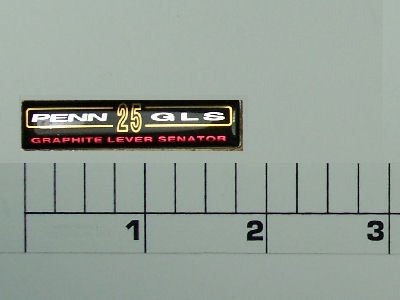 PENN 25 GLS
GRAPHITE LEVER SENATOR
1 2 3